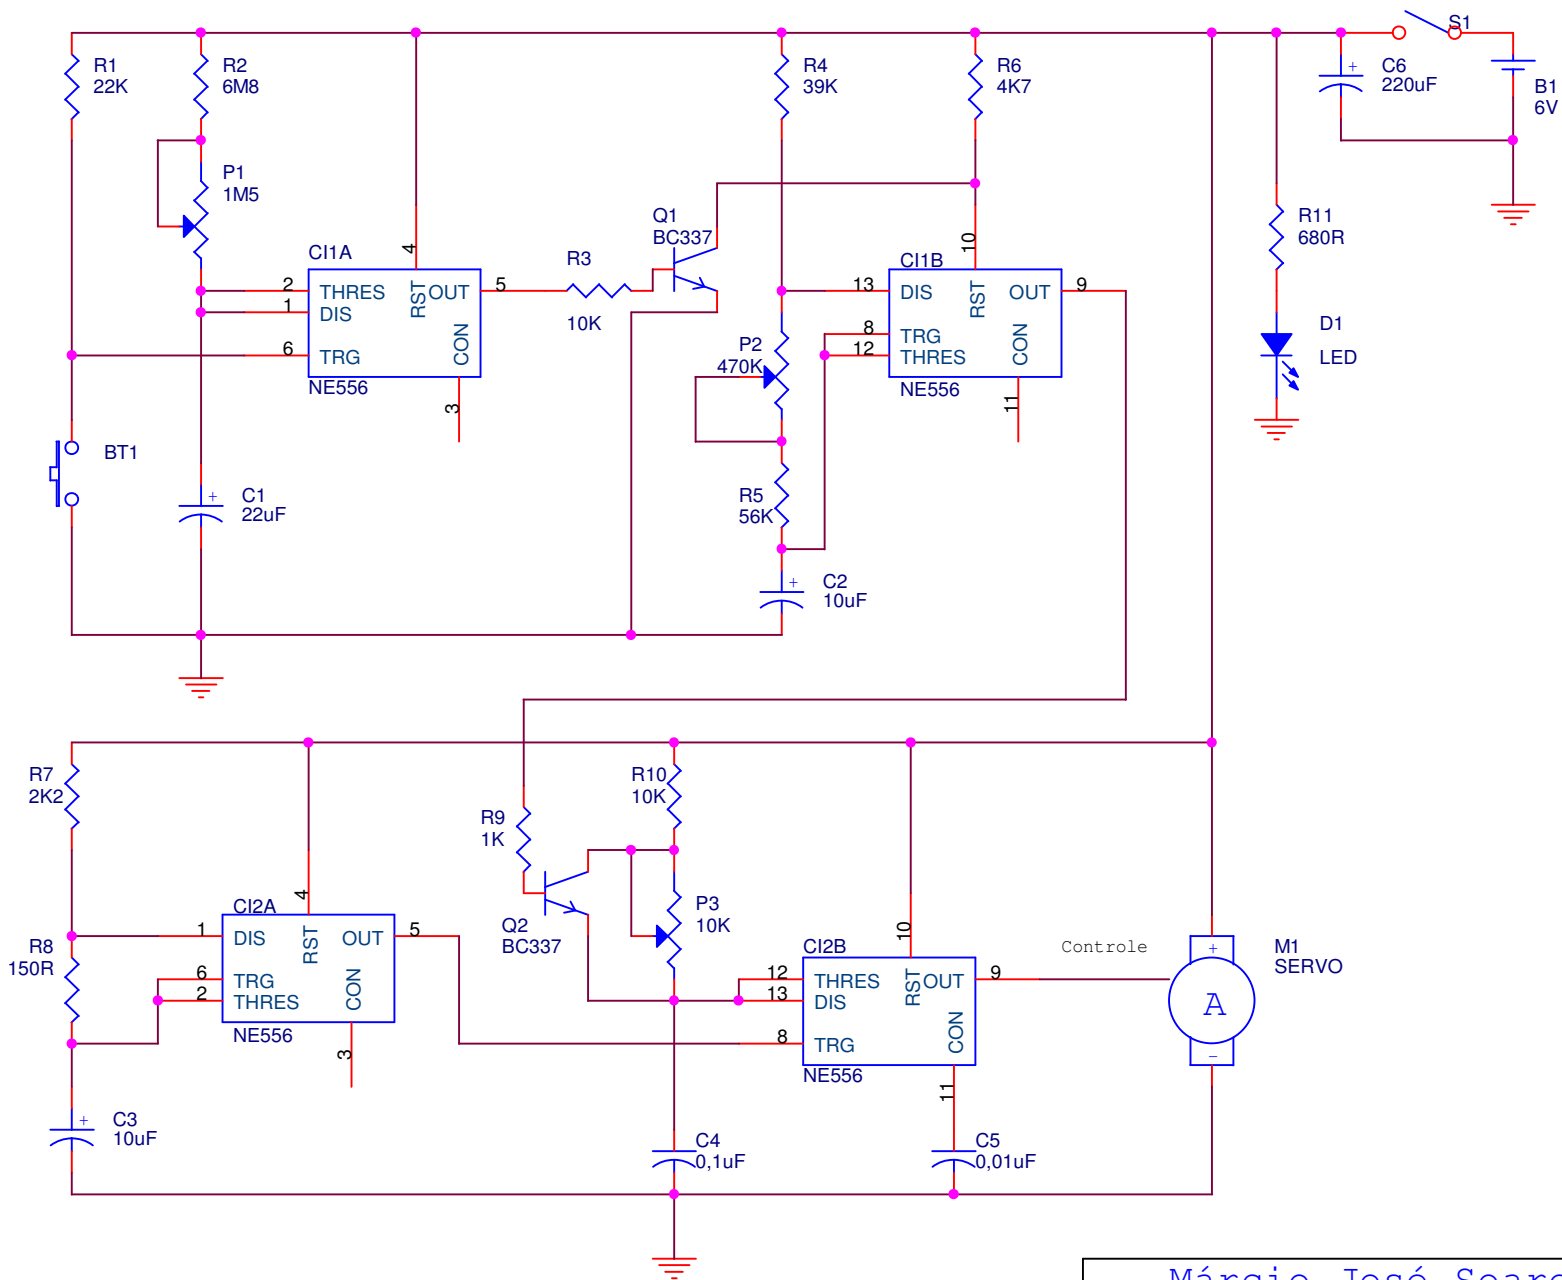 S1
R1
22K
R2
6M8
R4
39K
R6
4K7
C6
+
220uF
B1
6V
P1
1M5
Q1
BC337
R11
680R
CI1A
4
2
THRES
1
DIS
6
TRG
RST
OUT
5
CON
3
NE556
R3
10K
CI1B
10
13
DIS
8
TRG
12
THRES
RST
OUT
9
CON
11
NE556
P2
470K
D1
LED
BT1
C1
+
22uF
R5
56K
C2
+
10uF
R7
2K2
R10
10K
R9
1K
Q2
BC337
P3
10K
CI2A
4
1
DIS
6
TRG
2
THRES
RST
OUT
5
CON
3
NE556
R8
150R
CI2B
10
12
THRES
13
DIS
8
TRG
RST
OUT
9
CON
11
NE556
Controle
M1
SERVO
+
A
−
C3
+
10uF
C4
0,1uF
C5
0,01uF
Márcio José